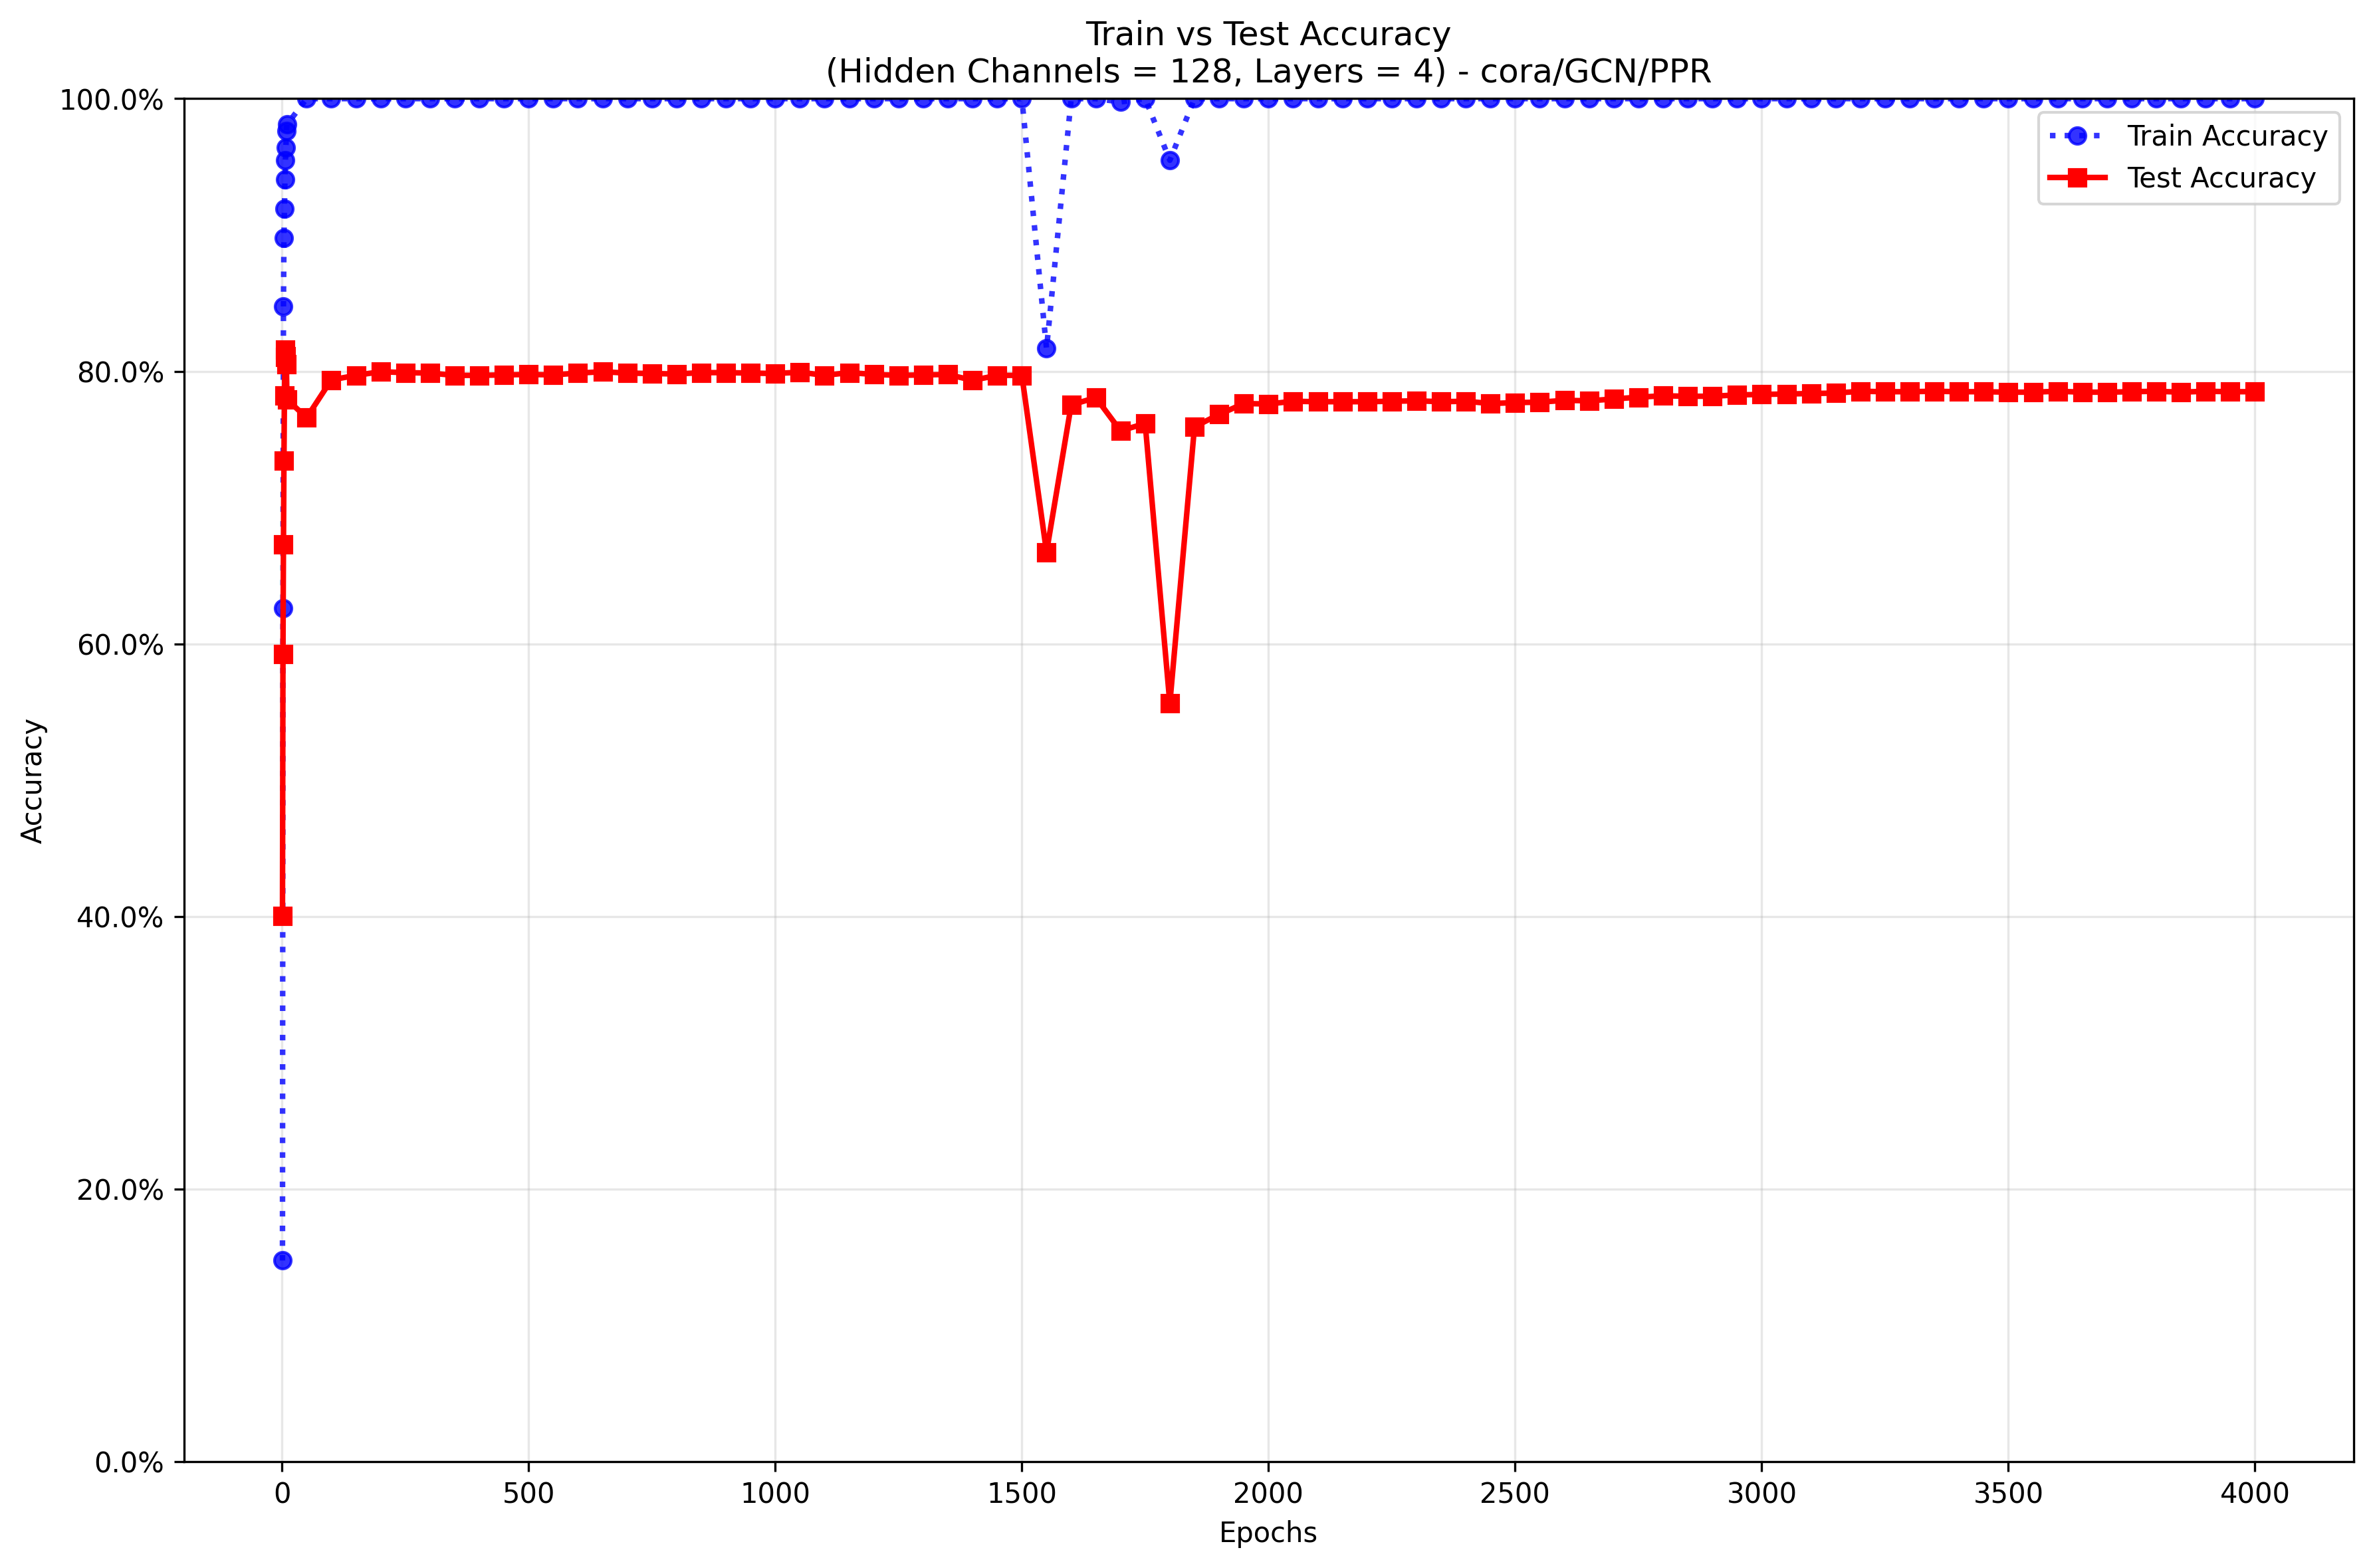 Train vs Test Accuracy
(Hidden Channels = 128, Layers = 4) - cora/GCN/PPR
100.0%
80.0%
60.0%
40.0%
20.0%
0.0%
Accuracy
Train Accuracy
Test Accuracy
0 500 1000 1500 2000 2500 3000 3500 4000
Epochs